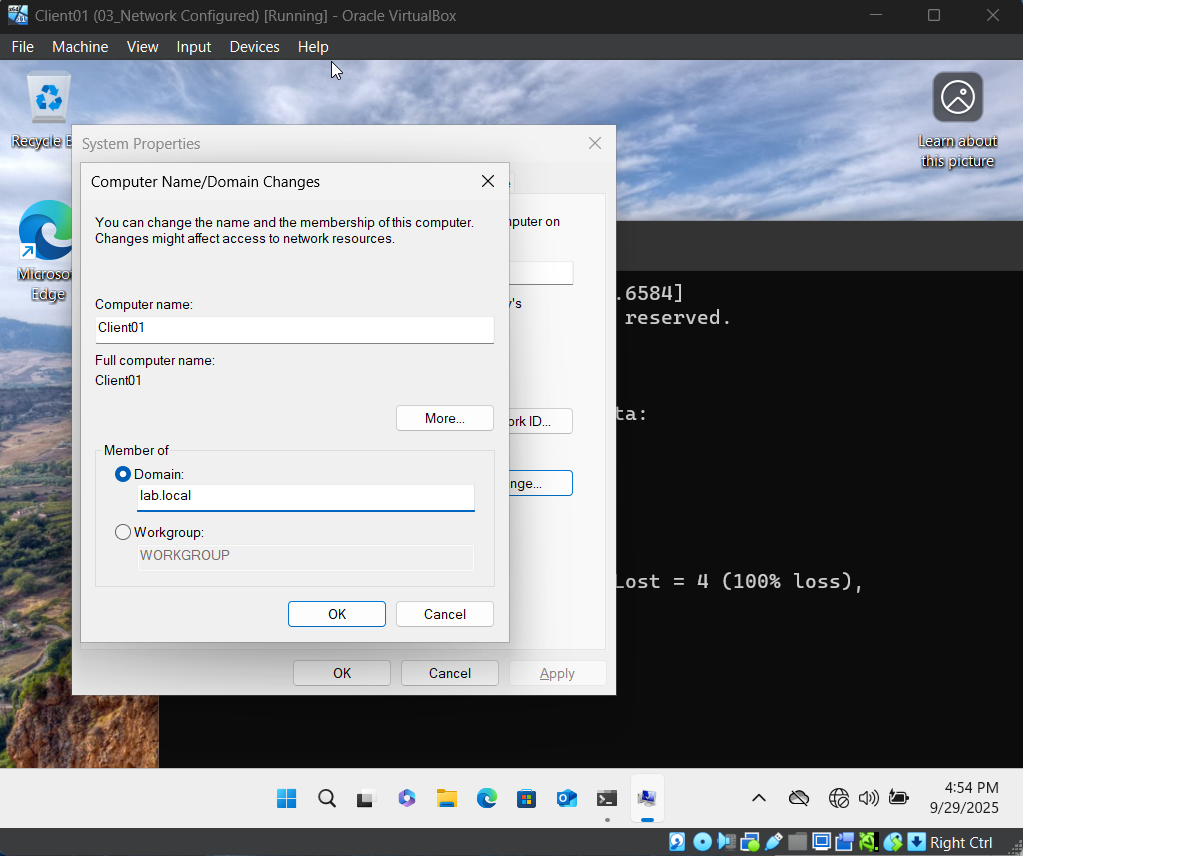 Client01 (03_Network Configured) [Running] - Oracle VirtualBox
File Machine View Input Devices Help
Recycle
Learn about
this picture
System Properties
Computer Name/Domain Changes
You can change the name and the membership of this computer.
Changes might affect access to network resources.
on
Computer name:
Client01
Full computer name:
Client01
More...
ID...
Member of
Domain:
lab.local
Workgroup:
WORKGROUP
OK Cancel
OK Cancel Apply
Edge
.6584]
reserved.
ta:
Lost = 4 (100% loss),
4:54 PM
9/29/2025
Right Ctrl